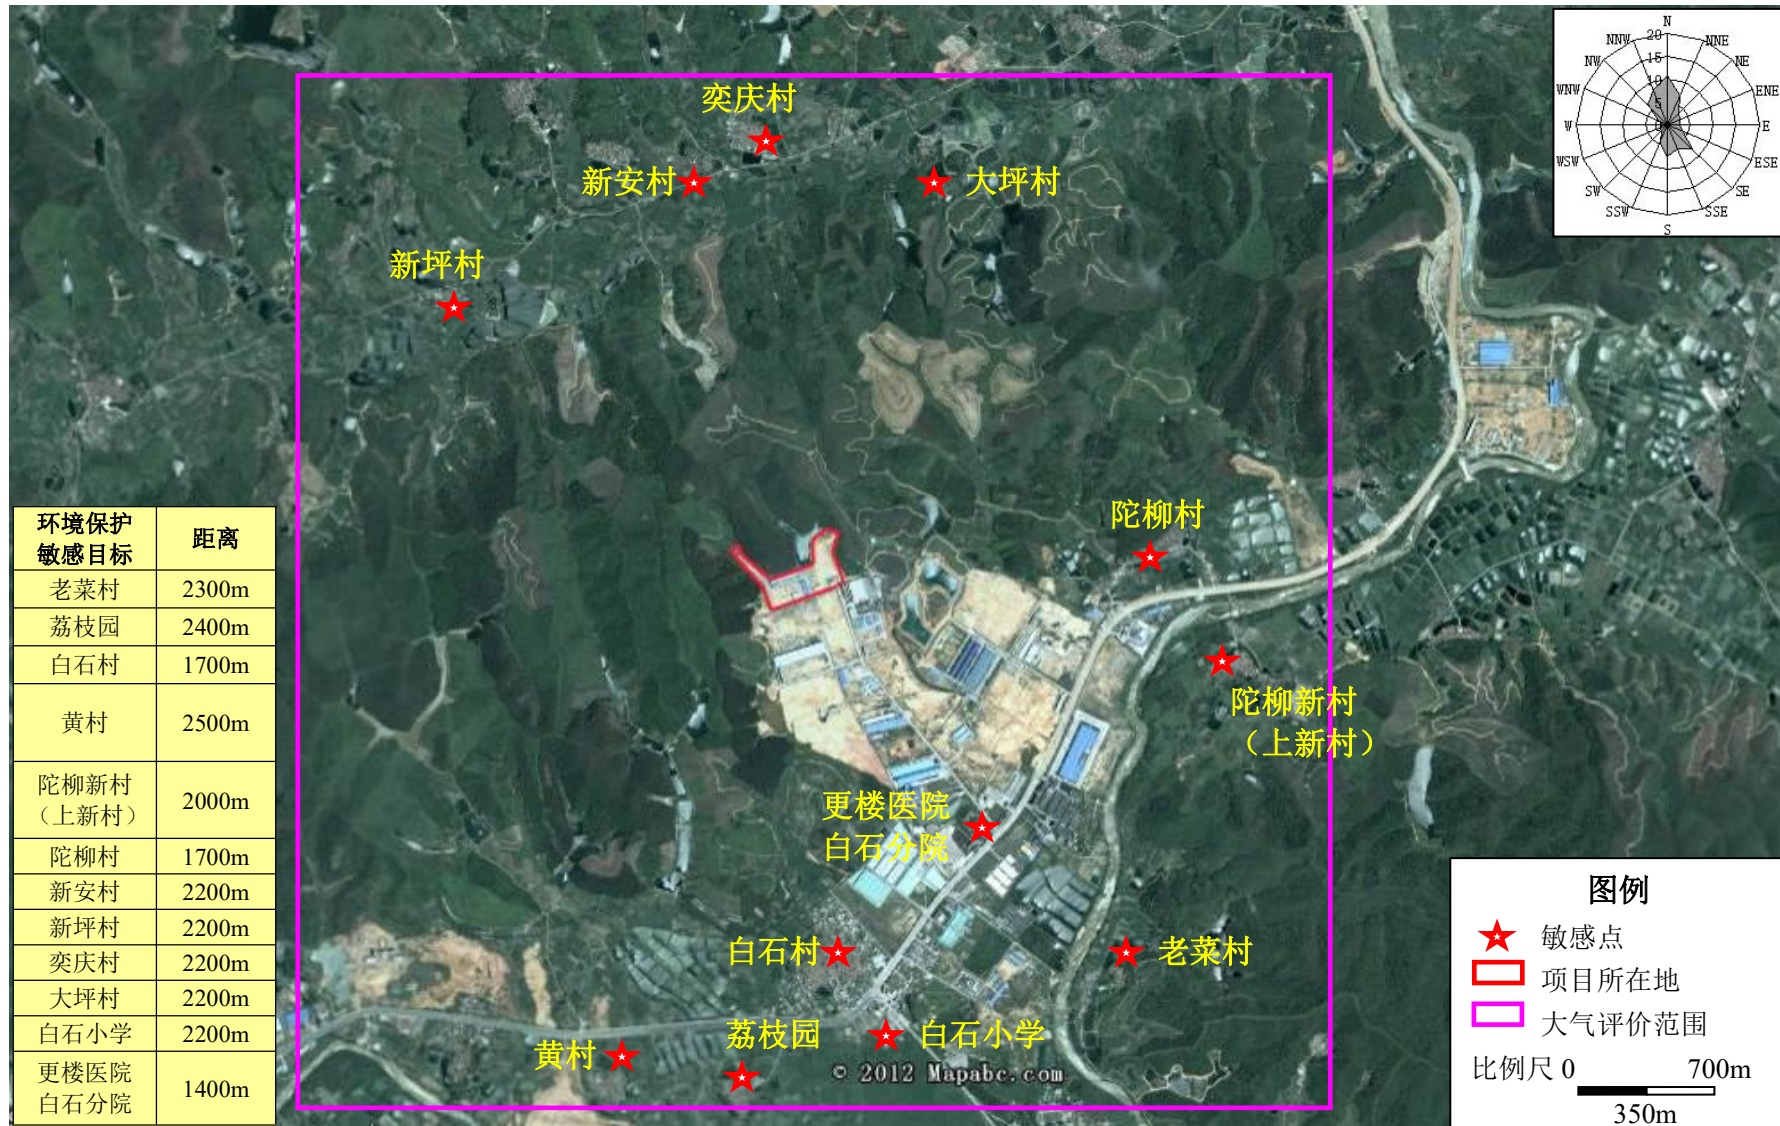 奕庆村
新安村
大坪村
新坪村
陀柳村
陀柳新村
（上新村）
更楼医院
白石分院
白石村
老菜村
荔枝园
白石小学
黄村
© 2012 Mapabc.com
N
NNE
NE
ENE
E
ESE
SE
SSE
S
SSW
SW
WSW
W
WNW
NW
NNW
20
15
10
5
0
环境保护
敏感目标 距离
老菜村 2300m
荔枝园 2400m
白石村 1700m
黄村 2500m
陀柳新村
（上新村） 2000m
陀柳村 1700m
新安村 2200m
新坪村 2200m
奕庆村 2200m
大坪村 2200m
白石小学 2200m
更楼医院
白石分院 1400m
图例
敏感点
项目所在地
大气评价范围
比例尺 0 700m
350m